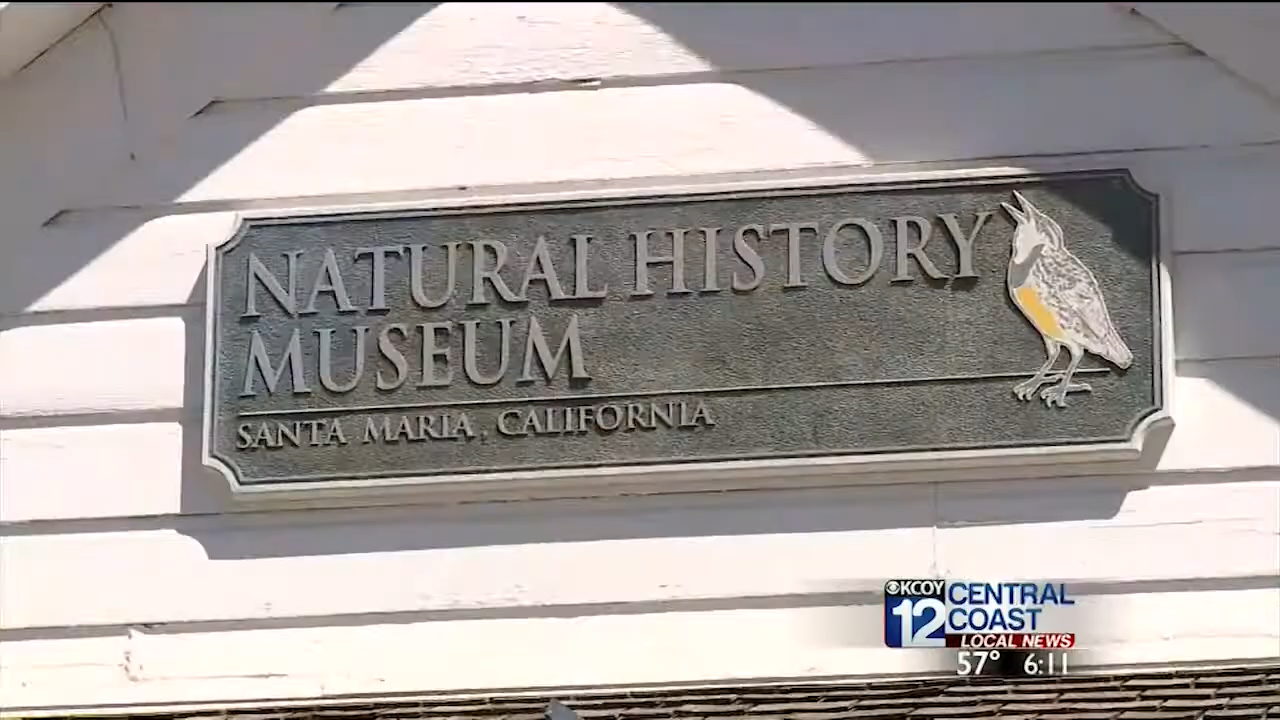 NATURAL HISTORY
MUSEUM
SANTA MARIA, CALIFORNIA
KCOY
12
CENTRAL
COAST
LOCAL NEWS
57° 6:11